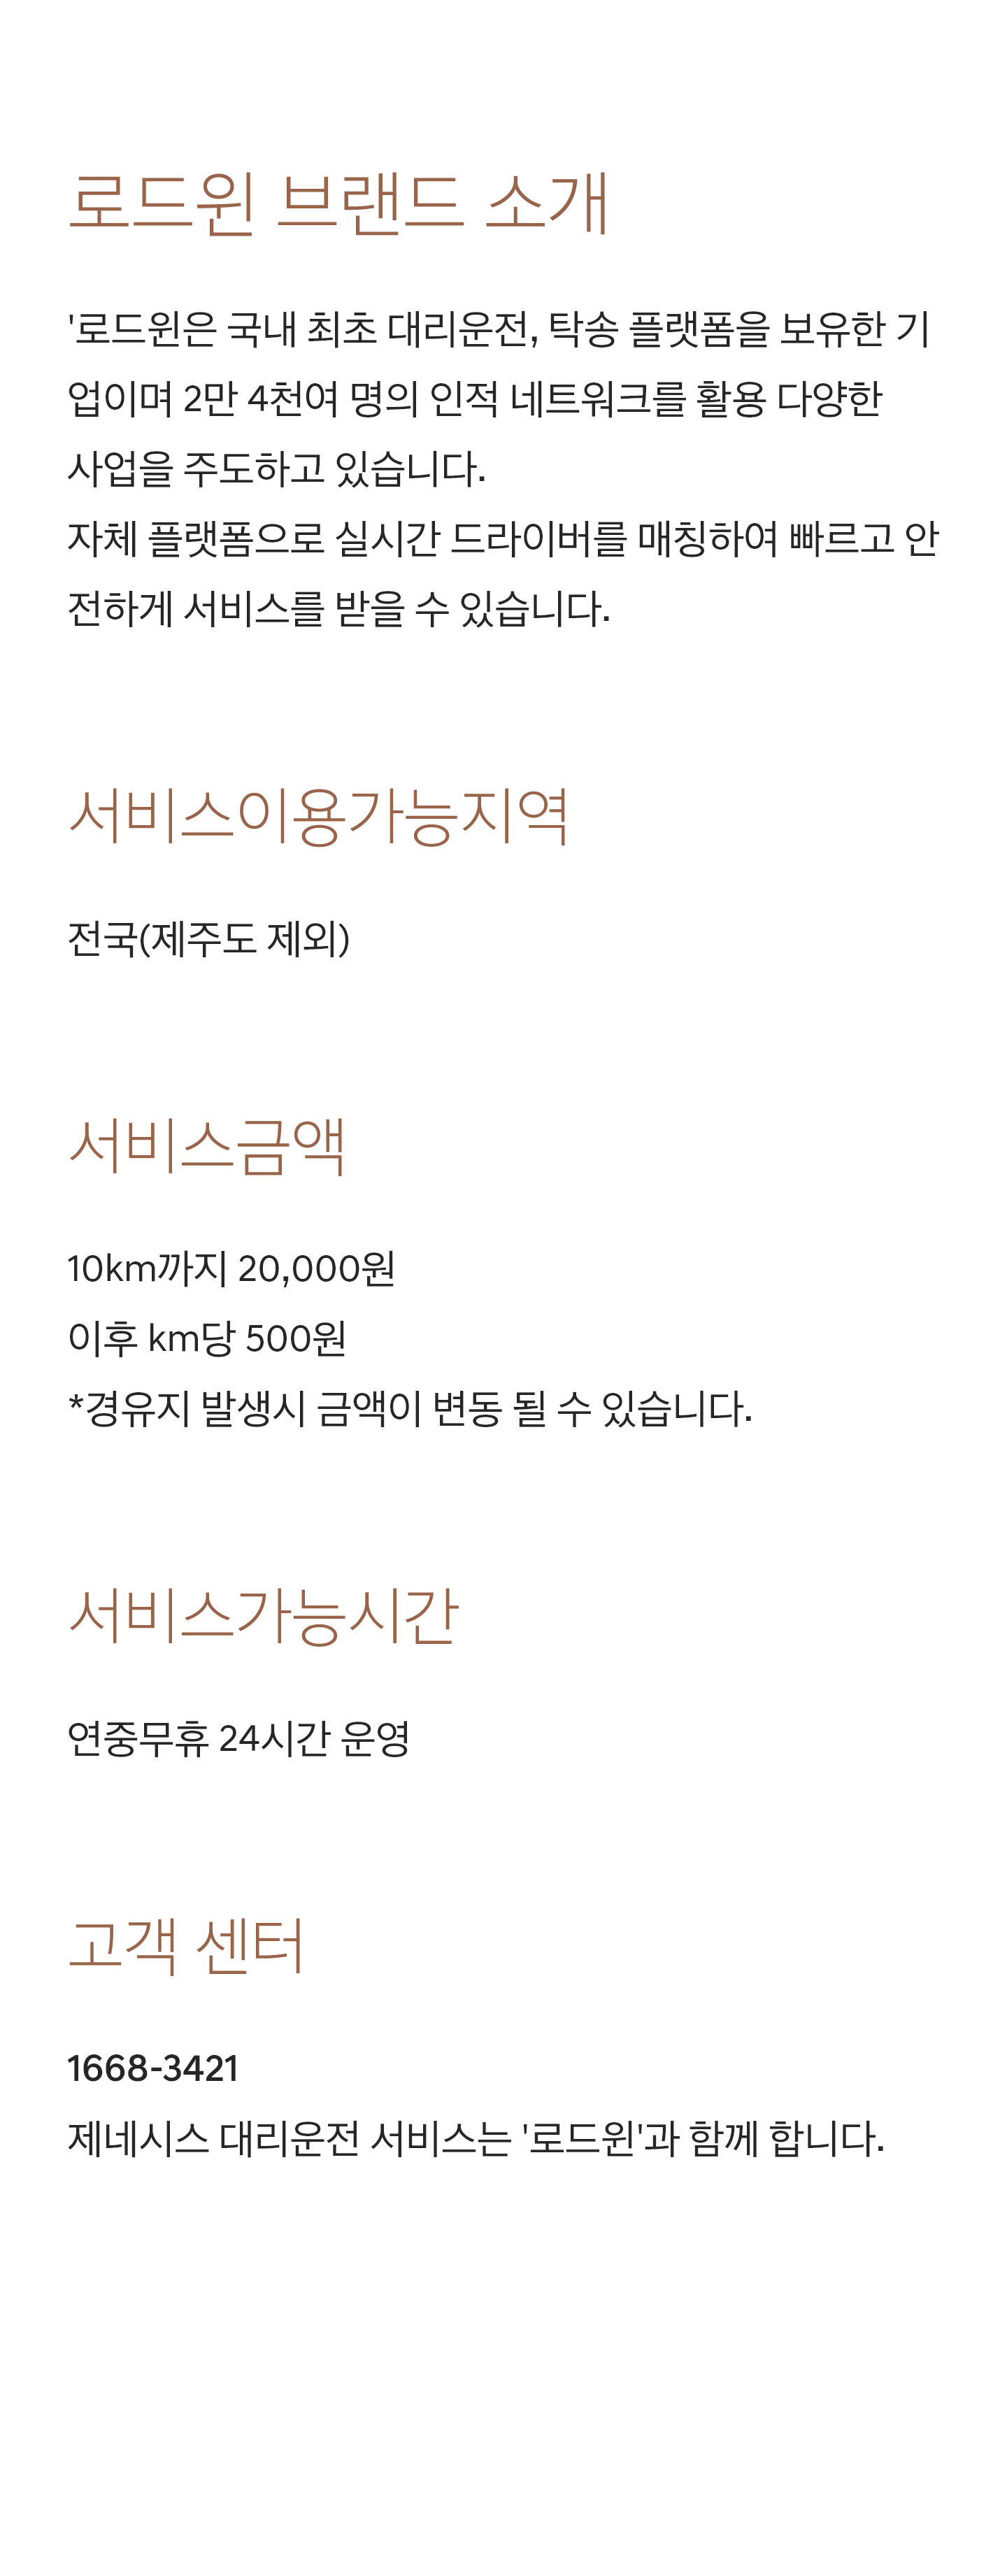 로드윈 브랜드 소개
'로드윈은 국내 최초 대리운전, 탁송 플랫폼을 보유한 기
업이며 2만 4천여 명의 인적 네트워크를 활용 다양한
사업을 주도하고 있습니다.
자체 플랫폼으로 실시간 드라이버를 매칭하여 빠르고 안
전하게 서비스를 받을 수 있습니다.
서비스이용가능지역
전국(제주도 제외)
서비스금액
10km까지 20,000원
이후 km당 500원
*경유지 발생시 금액이 변동 될 수 있습니다.
서비스가능시간
연중무휴 24시간 운영
고객 센터
1668-3421
제네시스 대리운전 서비스는 '로드윈'과 함께 합니다.